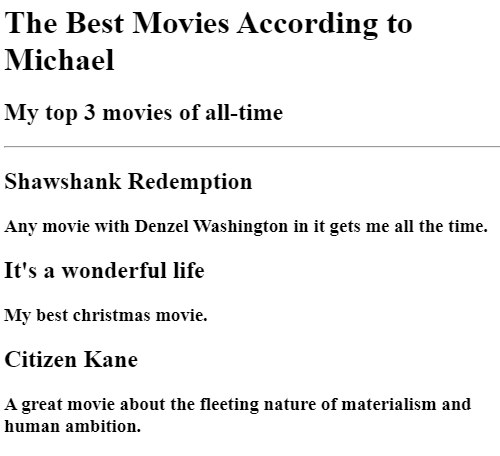 The Best Movies According to
Michael
My top 3 movies of all-time
Shawshank Redemption
Any movie with Denzel Washington in it gets me all the time.
It's a wonderful life
My best christmas movie.
Citizen Kane
A great movie about the fleeting nature of materialism and
human ambition.